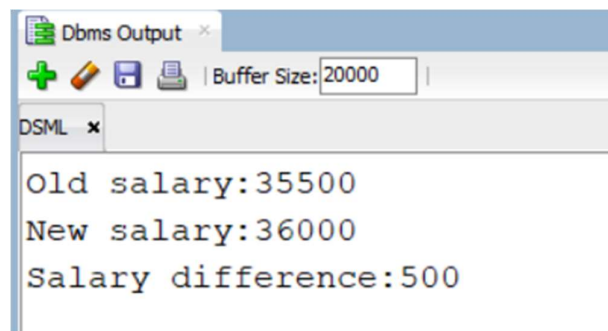 Dbms Output ×
Buffer Size: 20000
DSML ×
Old salary:35500
New salary:36000
Salary difference:500